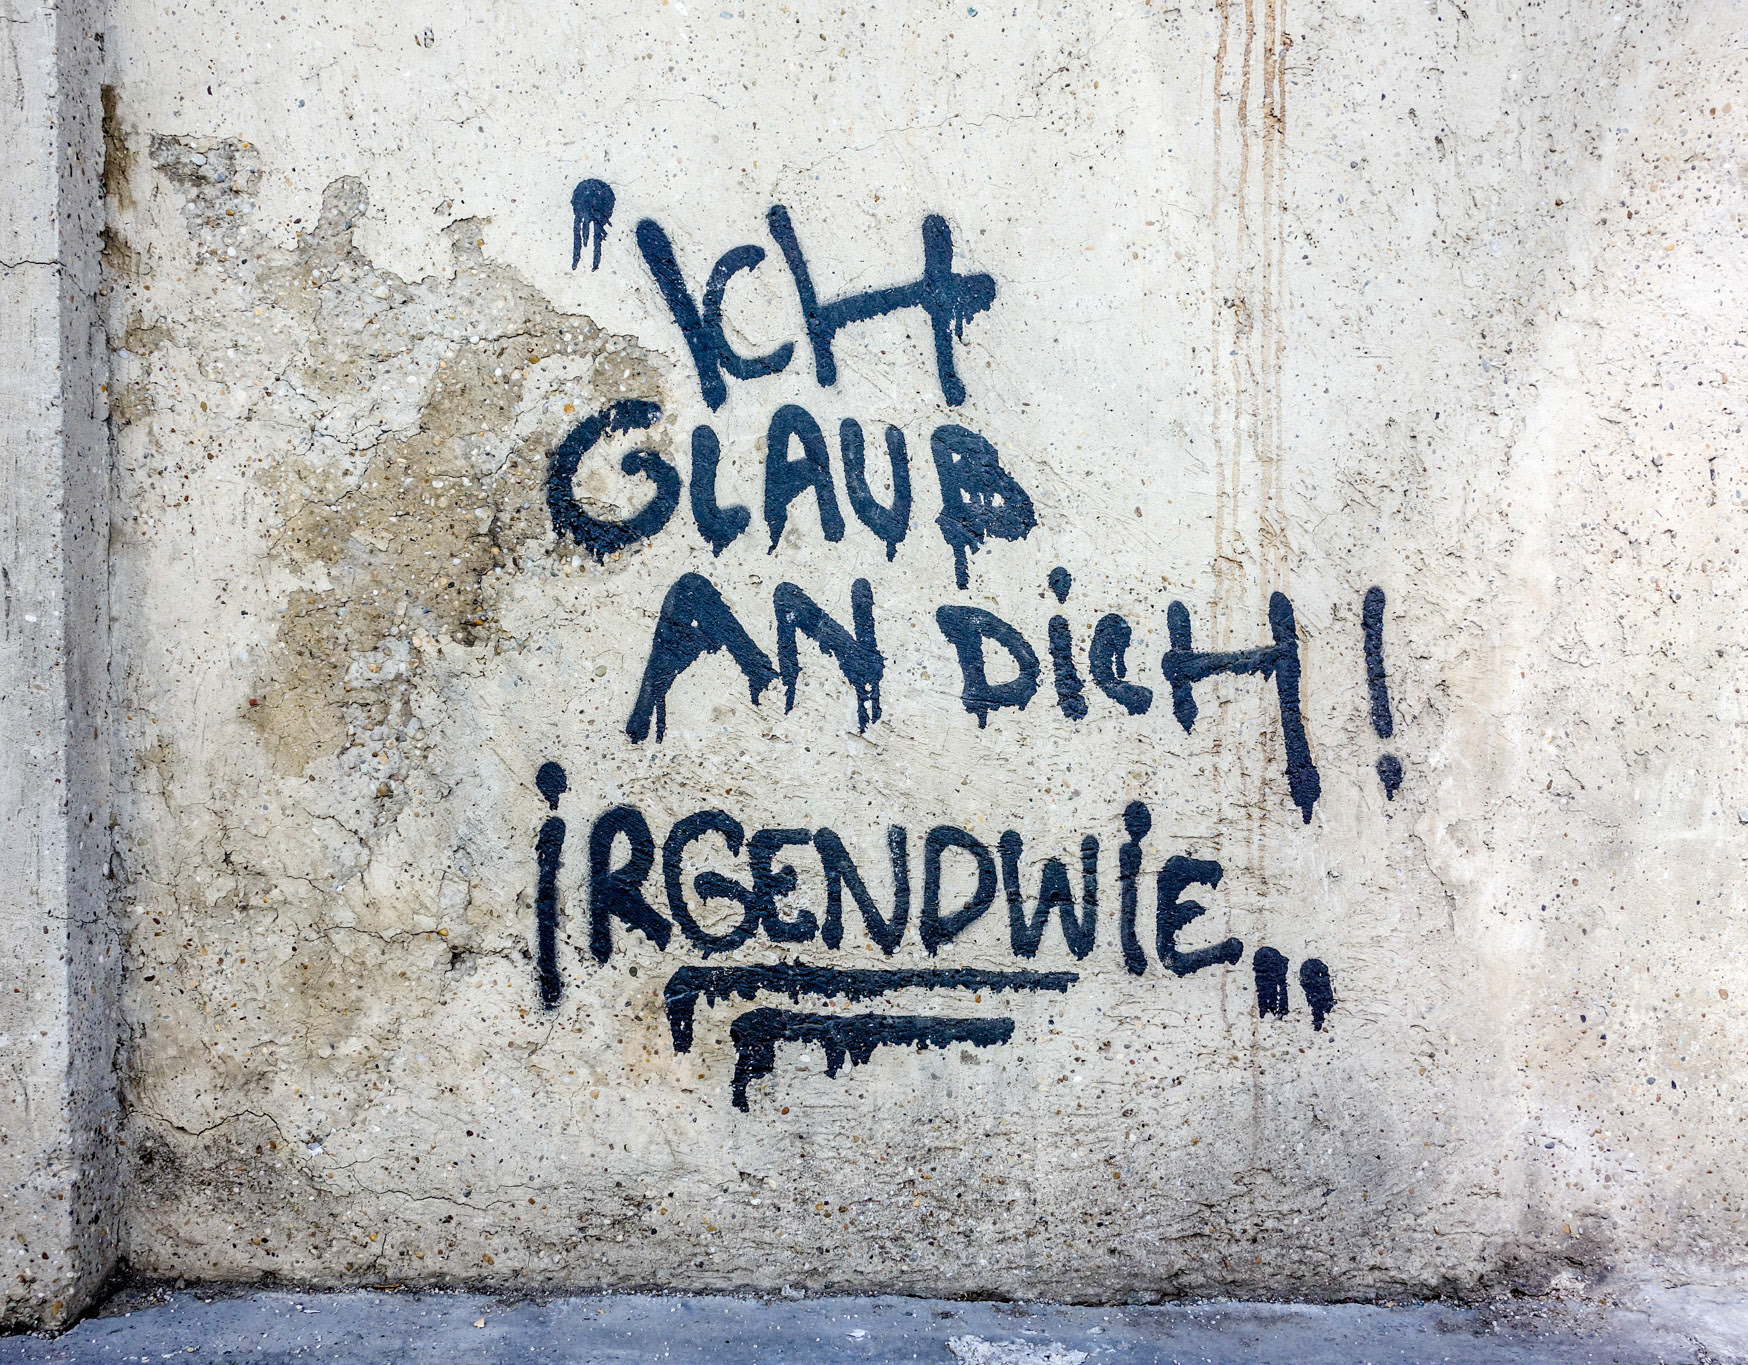 'ICH
GLAUB
AN DiCH!
iRGENDWiE"